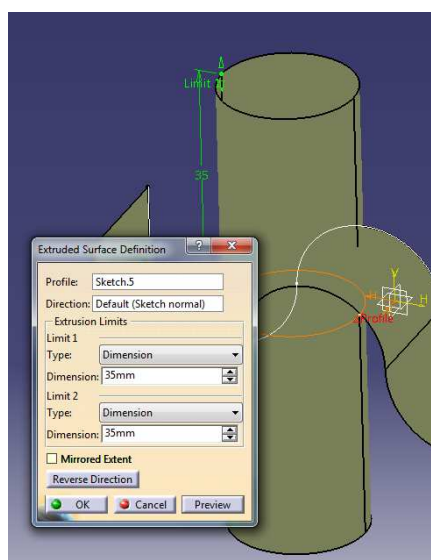 Limit 1
35
Extruded Surface Definition
Profile: Sketch.5
Direction: Default (Sketch normal)
Extrusion Limits
Limit 1
Type: Dimension
Dimension: 35mm
Limit 2
Type: Dimension
Dimension: 35mm
Mirrored Extent
Reverse Direction
OK Cancel Preview
V
H H
Profile